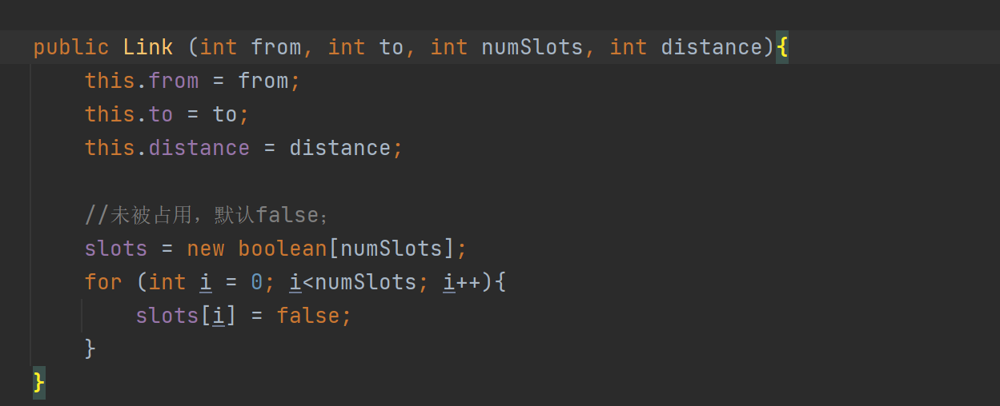 public Link (int from, int to, int numSlots, int distance){
this.from = from;
this.to = to;
this.distance = distance;
//未被占用，默认false;
slots = new boolean[numSlots];
for (int i = 0; i<numSlots; i++){
slots[i] = false;
}
}